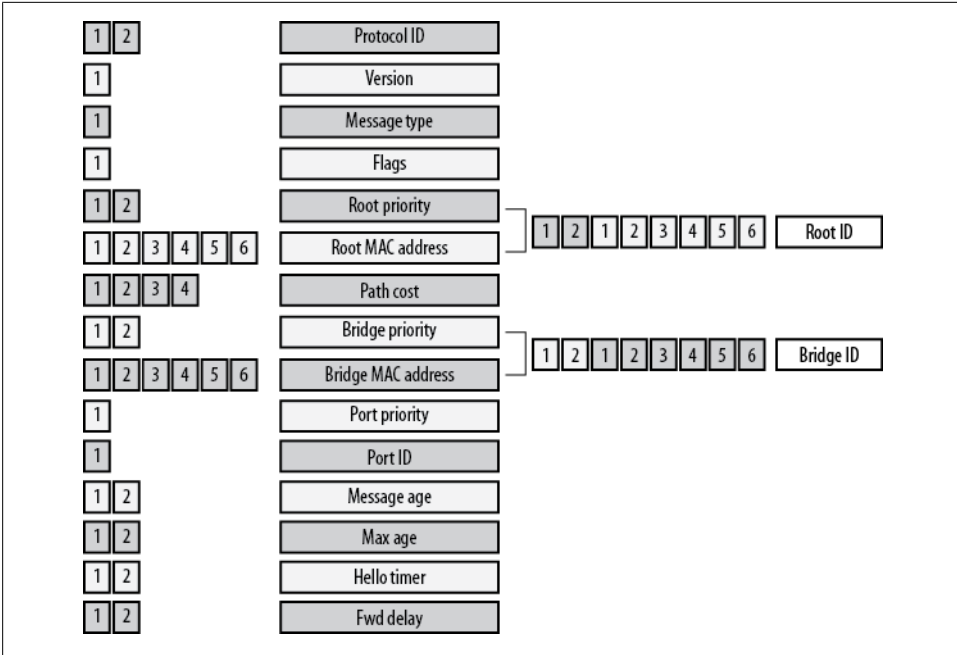 1 2 Protocol ID
1 Version
1 Message type
1 Flags
1 2 Root priority
1 2 1 2 3 4 5 6 Root ID
1 2 3 4 5 6 Root MAC address
1 2 3 4 Path cost
1 2 Bridge priority
1 2 1 2 3 4 5 6 Bridge ID
1 2 3 4 5 6 Bridge MAC address
1 Port priority
1 Port ID
1 2 Message age
1 2 Max age
1 2 Hello timer
1 2 Fwd delay